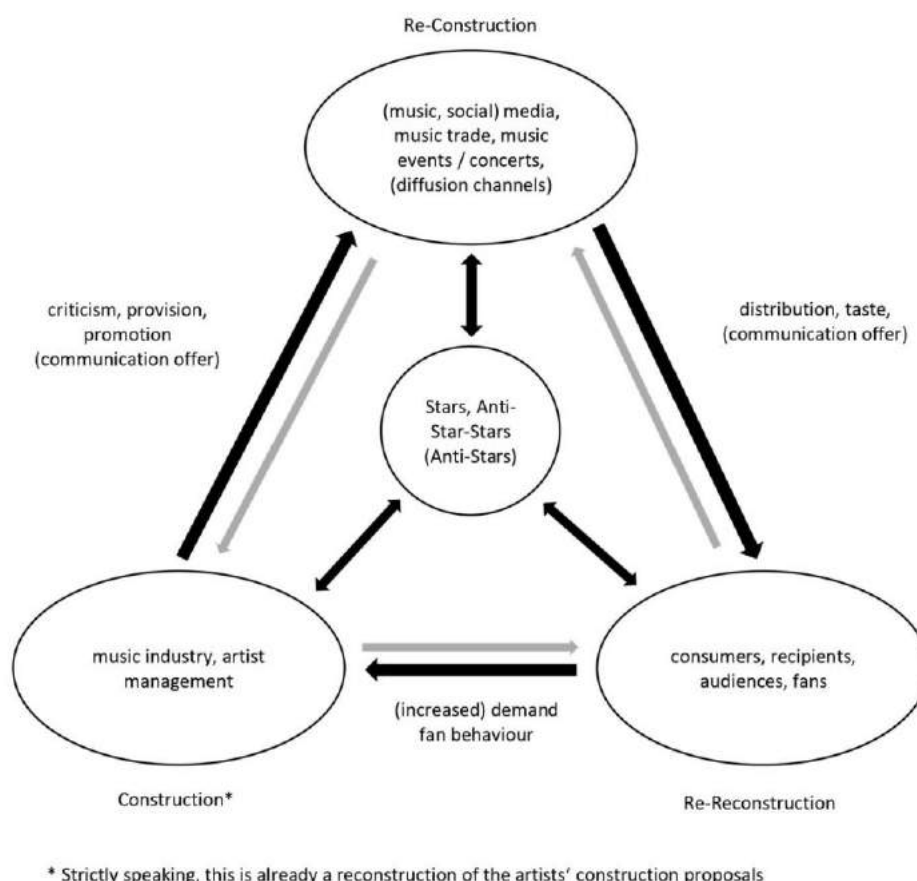 Re-Construction
(music, social) media,
music trade, music
events / concerts,
(diffusion channels)
criticism, provision,
promotion
(communication offer)
distribution, taste,
(communication offer)
Stars, Anti-
Star-Stars
(Anti-Stars)
music industry, artist
management
consumers, recipients,
audiences, fans
(increased) demand
fan behaviour
Construction*
Re-Reconstruction
* Strictly speaking, this is already a reconstruction of the artists‘ construction proposals